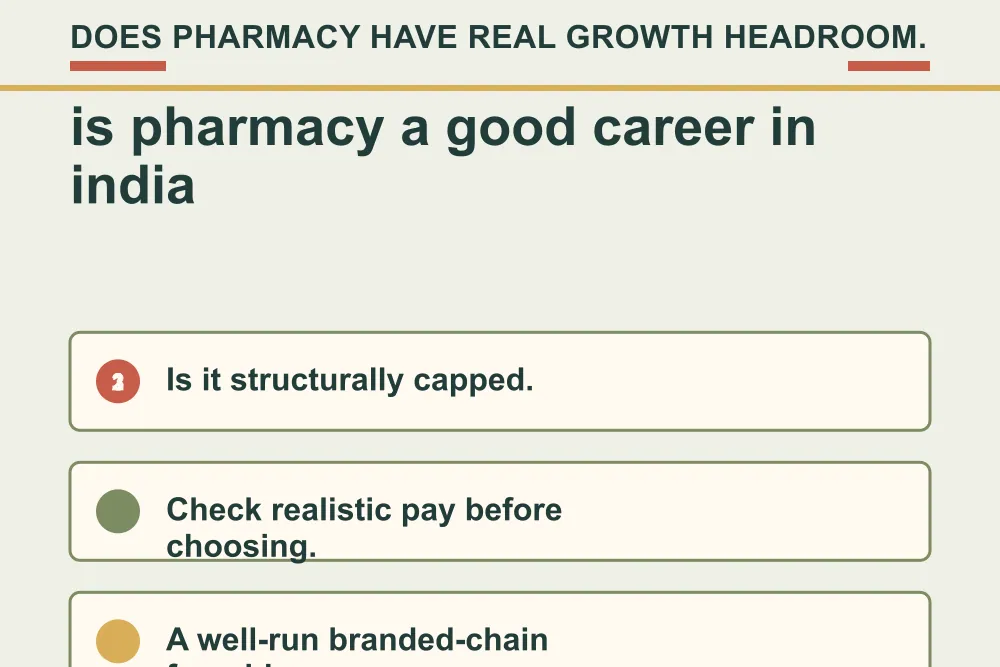 DOES PHARMACY HAVE REAL GROWTH HEADROOM.
is pharmacy a good career in
india
Is it structurally capped.
Check realistic pay before
choosing.
A well-run branded-chain